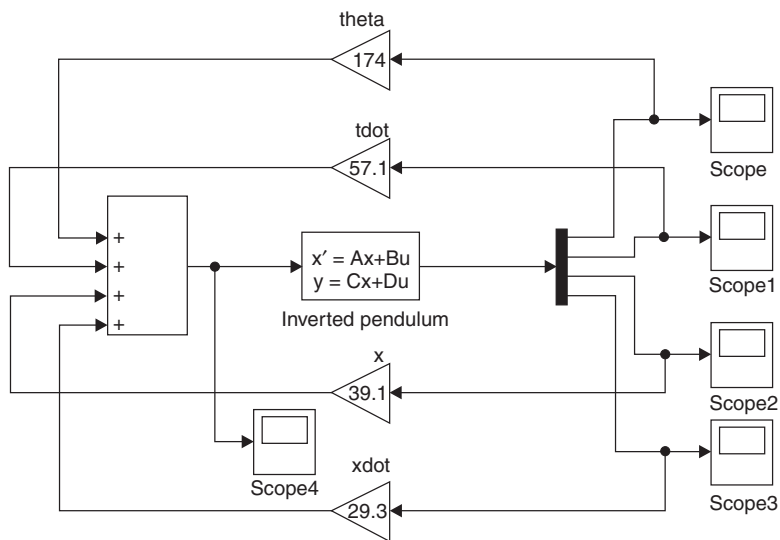 theta
174
Scope
tdot
57.1
Scope1
+
+
+
+
x′ = Ax+Bu
y = Cx+Du
Inverted pendulum
x
39.1
Scope2
Scope4
xdot
29.3
Scope3